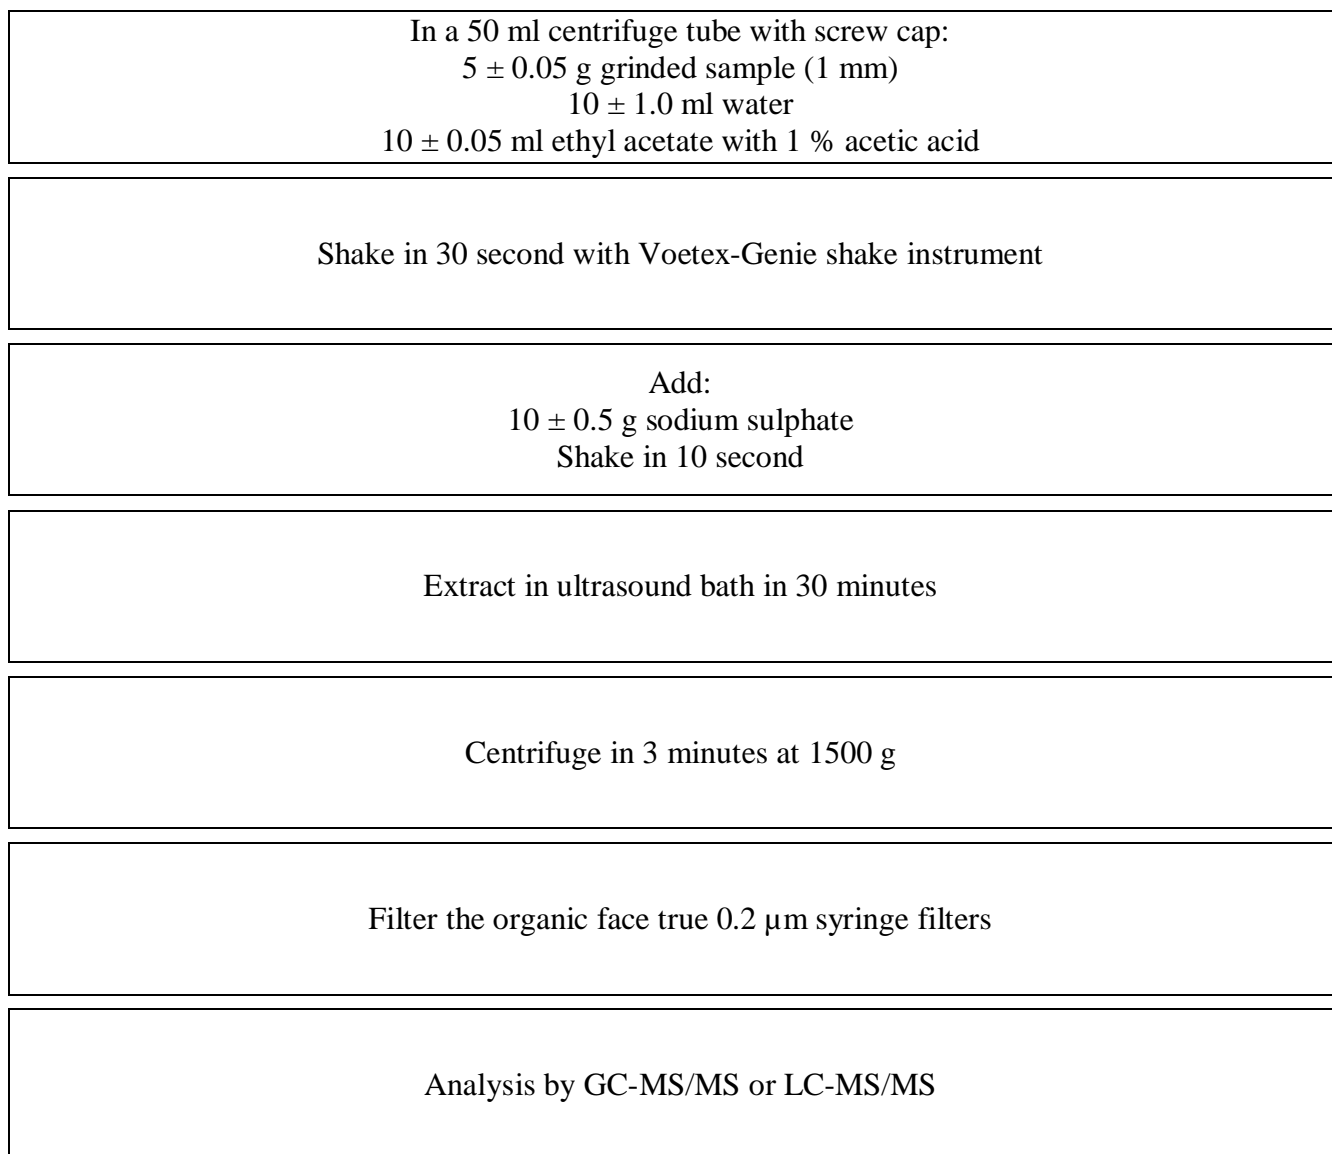 In a 50 ml centrifuge tube with screw cap:
5 ± 0.05 g grinded sample (1 mm)
10 ± 1.0 ml water
10 ± 0.05 ml ethyl acetate with 1 % acetic acid
Shake in 30 second with Voetex-Genie shake instrument
Add:
10 ± 0.5 g sodium sulphate
Shake in 10 second
Extract in ultrasound bath in 30 minutes
Centrifuge in 3 minutes at 1500 g
Filter the organic face true 0.2 µm syringe filters
Analysis by GC-MS/MS or LC-MS/MS